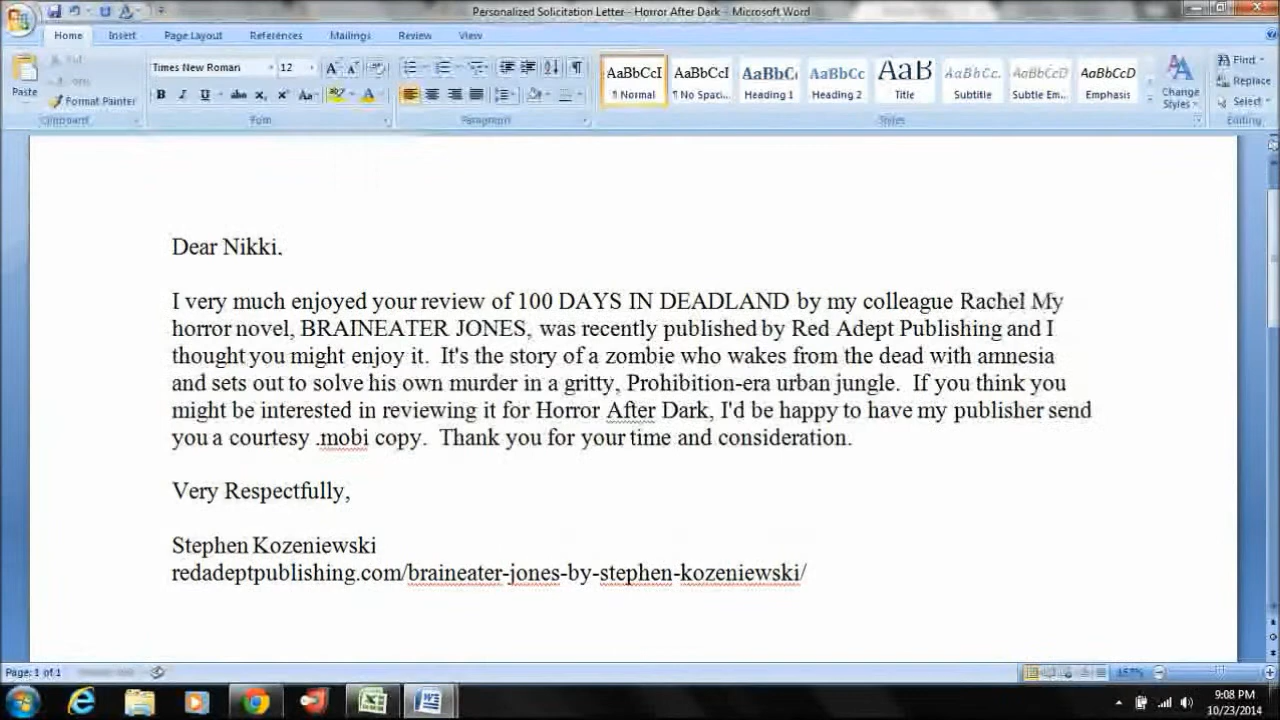 Personalized Solicitation Letter - Horror After Dark - Microsoft Word
Home Insert Page Layout References Mailings Review View
Times New Roman 12
Paste
Format Painter
Clipboard
Font
Paragraph
AaBbCcI AaBbCcI AaBbC AaBbCc AaB AaBbCc. AaBbCcD AaBbCcD
¶ Normal ¶ No Spaci... Heading 1 Heading 2 Title Subtitle Subtle Em... Emphasis
Styles
Change Styles
Find
Replace
Select
Editing
Dear Nikki,
I very much enjoyed your review of 100 DAYS IN DEADLAND by my colleague Rachel My
horror novel, BRAINEATER JONES, was recently published by Red Adept Publishing and I
thought you might enjoy it. It's the story of a zombie who wakes from the dead with amnesia
and sets out to solve his own murder in a gritty, Prohibition-era urban jungle. If you think you
might be interested in reviewing it for Horror After Dark, I'd be happy to have my publisher send
you a courtesy .mobi copy. Thank you for your time and consideration.
Very Respectfully,
Stephen Kozeniewski
redadeptpublishing.com/braineater-jones-by-stephen-kozeniewski/
Page: 1 of 1
157%
9:08 PM
10/23/2014